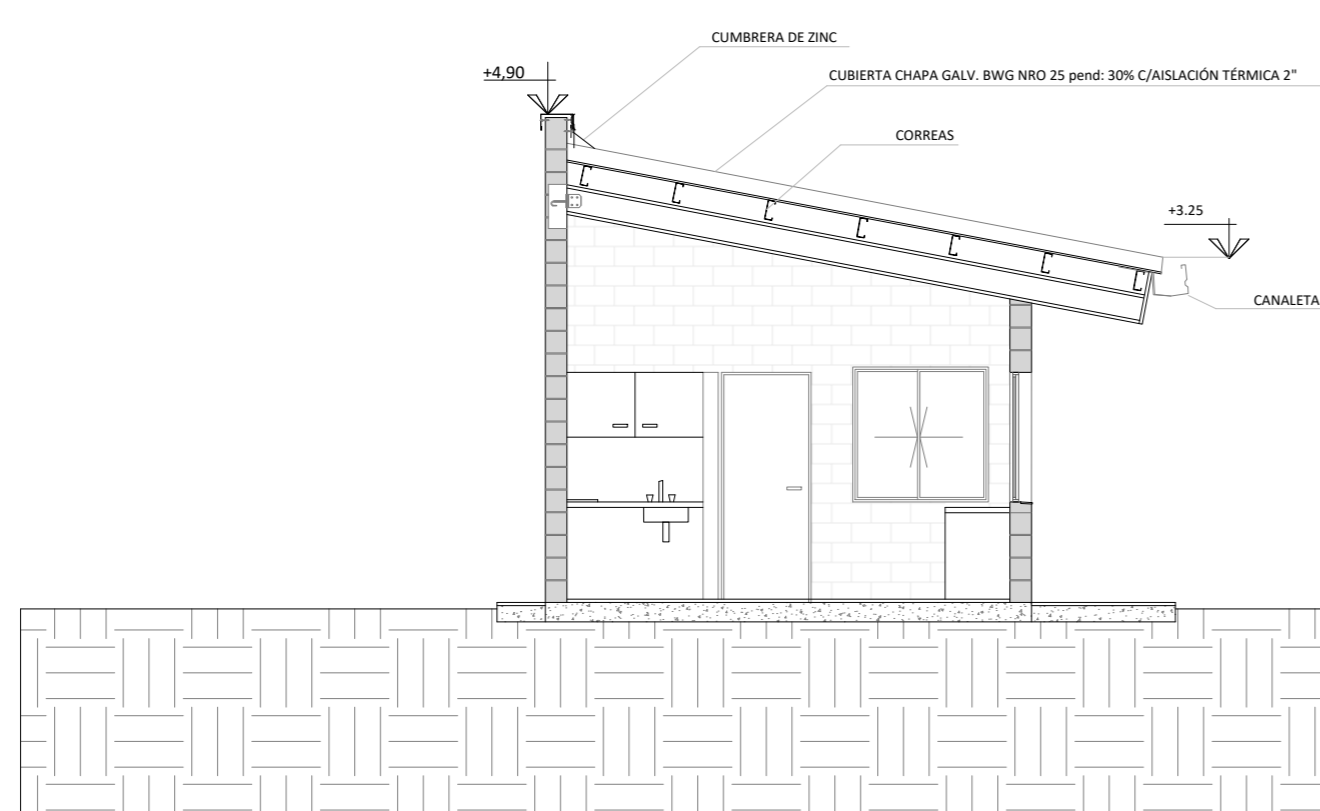 CUMBRERA DE ZINC
+4,90
CUBIERTA CHAPA GALV. BWG NRO 25 pend: 30% C/AISLACIÓN TÉRMICA 2"
CORREAS
+3.25
CANALETA